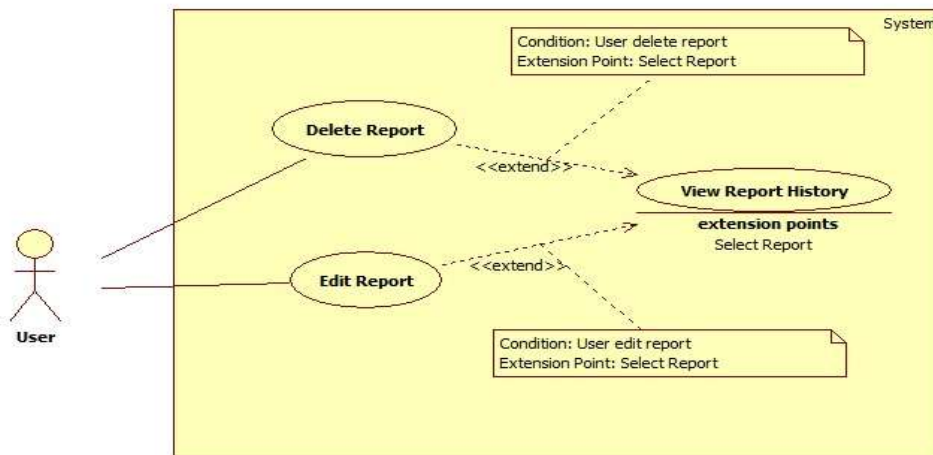 System
Condition: User delete report
Extension Point: Select Report
Delete Report
<<extend>>
View Report History
extension points
Select Report
<<extend>>
Edit Report
User
Condition: User edit report
Extension Point: Select Report